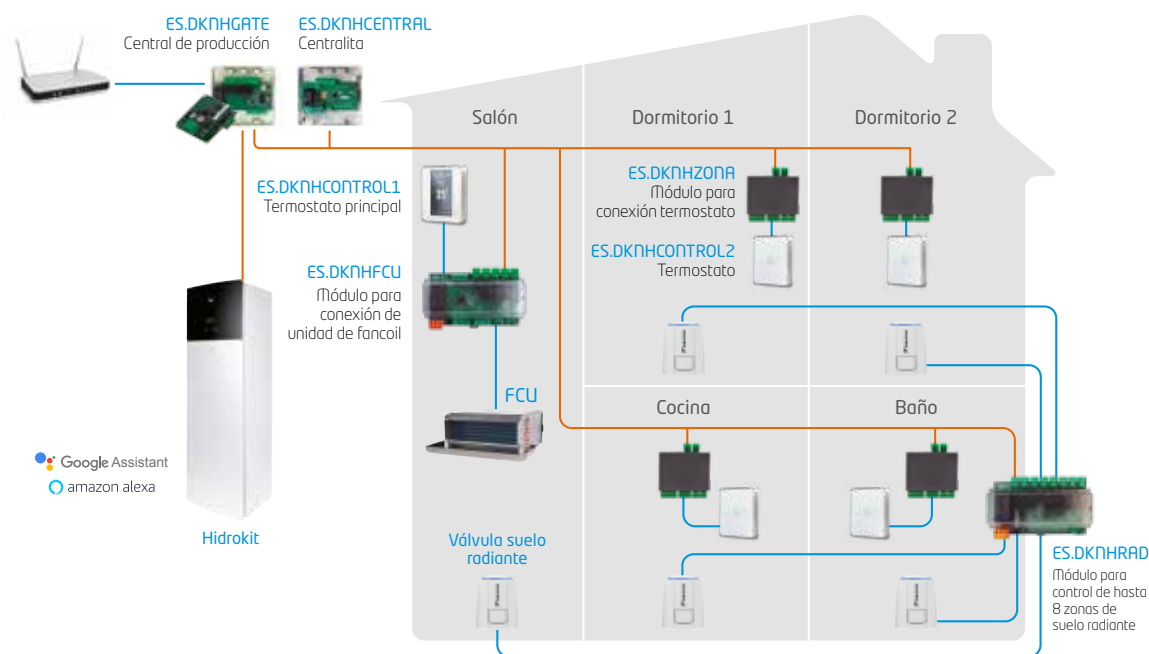 ES.DKNHGATE
Central de producción
ES.DKNHCENTRAL
Centralita
Salón
Dormitorio 1
Dormitorio 2
ES.DKNHCONTROL1
Termostato principal
ES.DKNHZONA
Módulo para
conexión termostato
ES.DKNHCONTROL2
Termostato
ES.DKNHFCU
Módulo para
conexión de
unidad de fancoil
FCU
Cocina
Baño
Google Assistant
amazon alexa
Hidrokit
Válvula suelo
radiante
ES.DKNHRAD
Módulo para
control de hasta
8 zonas de
suelo radiante